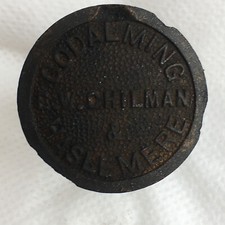 GODALMING
E. V. CHILMAN
&
HASLEMERE